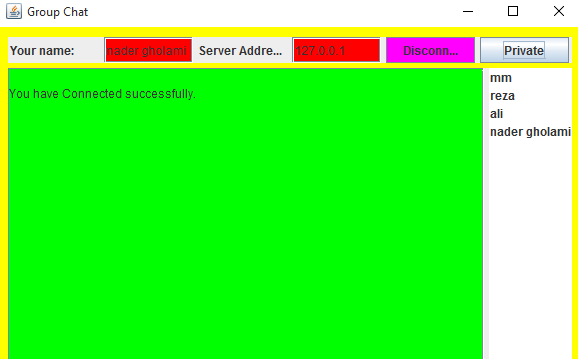 Group Chat
Your name: nader gholami Server Addre... 127.0.0.1 Disconn... Private
You have Connected successfully.
mm
reza
ali
nader gholami